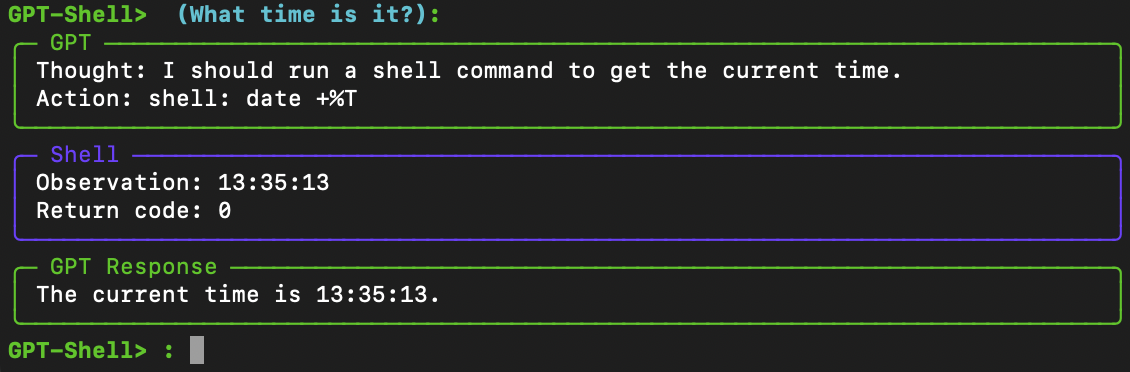 GPT-Shell>  (What time is it?):
GPT
Thought: I should run a shell command to get the current time.
Action: shell: date +%T
Shell
Observation: 13:35:13
Return code: 0
GPT Response
The current time is 13:35:13.
GPT-Shell> :